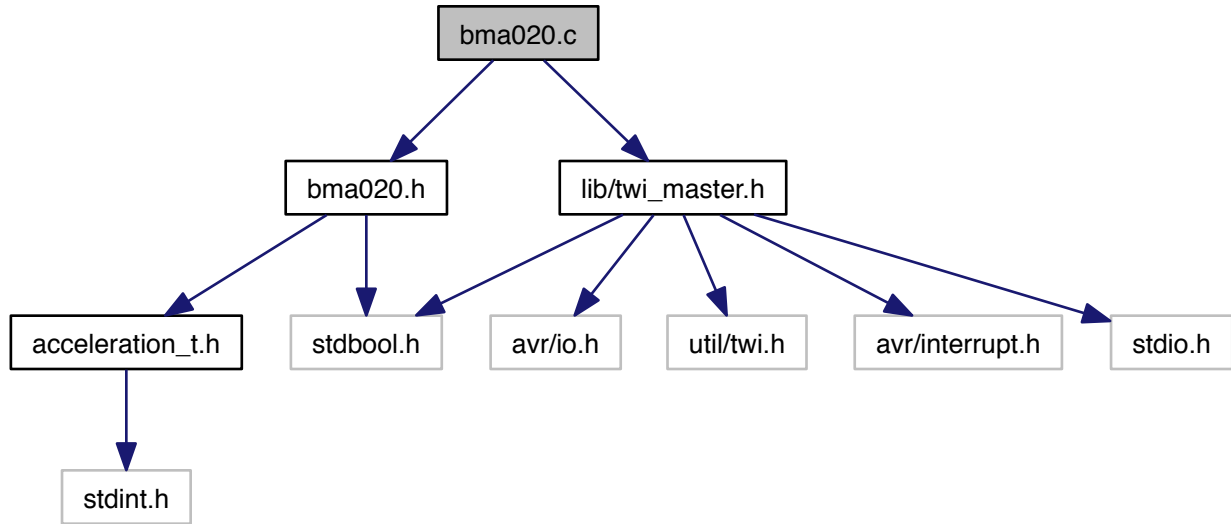 bma020.c
bma020.h
lib/twi_master.h
acceleration_t.h
stdbool.h
avr/io.h
util/twi.h
avr/interrupt.h
stdio.h
stdint.h